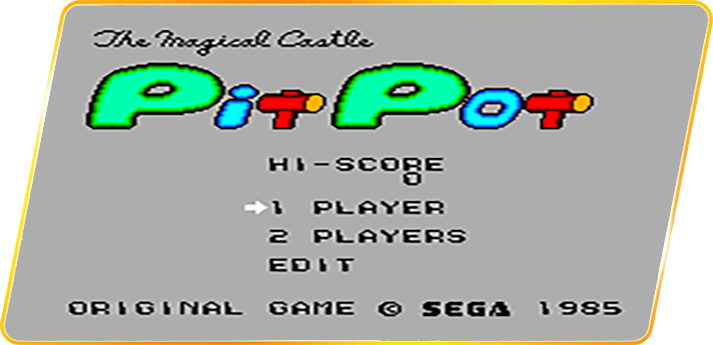 The Magical Castle
PitPot
HI-SCORE
0
1 PLAYER
2 PLAYERS
EDIT
ORIGINAL GAME © SEGA 1985